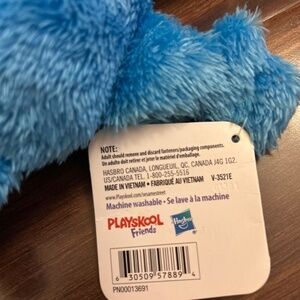 NOTE:
Adult should remove and discard fasteners/packaging components.
Un adulte doit retirer et jeter le matériel d'emballage.
HASBRO CANADA, LONGUEUIL, QC, CANADA J4G 1G2.
US/CANADA TEL. 1-800-255-5516
MADE IN VIETNAM • FABRIQUÉ AU VIETNAM V-3521E
www.playskool.com/sesamestreet
Machine washable • Se lave à la machine
PLAYSKOOL
Friends
Hasbro
6 30509 57889 4
PN00013691